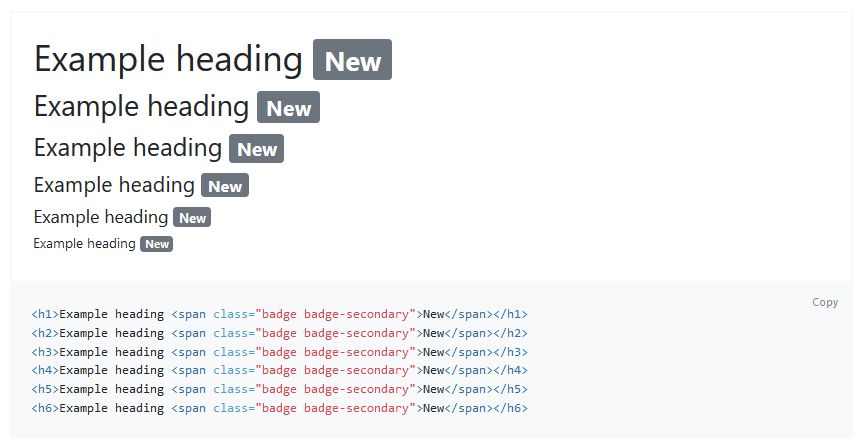 Example heading New
Example heading New
Example heading New
Example heading New
Example heading New
Example heading New
Copy
<h1>Example heading <span class="badge badge-secondary">New</span></h1>
<h2>Example heading <span class="badge badge-secondary">New</span></h2>
<h3>Example heading <span class="badge badge-secondary">New</span></h3>
<h4>Example heading <span class="badge badge-secondary">New</span></h4>
<h5>Example heading <span class="badge badge-secondary">New</span></h5>
<h6>Example heading <span class="badge badge-secondary">New</span></h6>